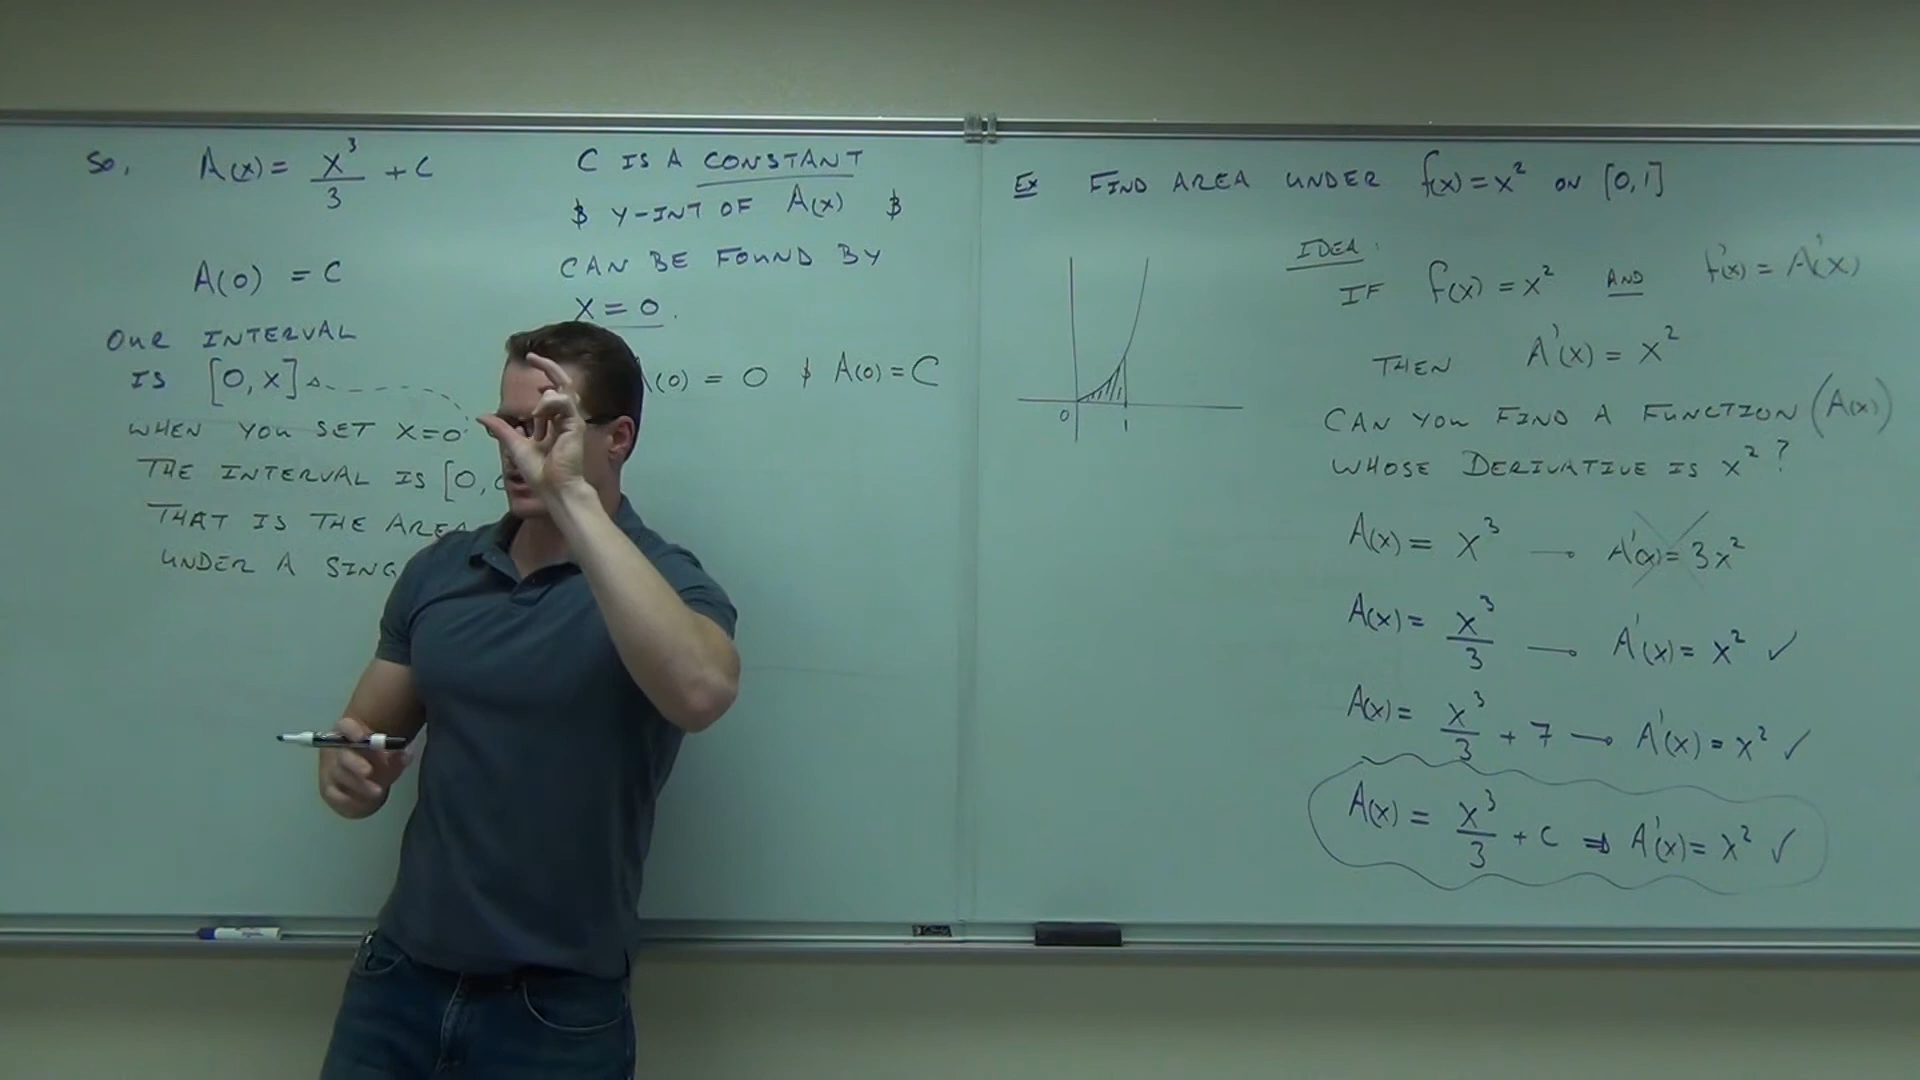 So, A(x) = x³/3 + C
A(0) = C
OUR INTERVAL
IS [0, x]
WHEN YOU SET X=0
THE INTERVAL IS [0,
THAT IS THE AREA
UNDER A SING
C IS A CONSTANT
& Y-INT OF A(x) &
CAN BE FOUND BY
X = 0.
(0) = 0 & A(0) = C
Ex FIND AREA UNDER f(x) = x² ON [0,1]
IDEA:
IF f(x) = x² AND f(x) = A'(x)
THEN A'(x) = x²
CAN YOU FIND A FUNCTION (A(x))
WHOSE DERIVATIVE IS x²?
0 1
A(x) = x³ → A'(x) = 3x²
A(x) = x³/3 → A'(x) = x² ✓
A(x) = x³/3 + 7 → A'(x) = x² ✓
A(x) = x³/3 + C ⇒ A'(x) = x² ✓